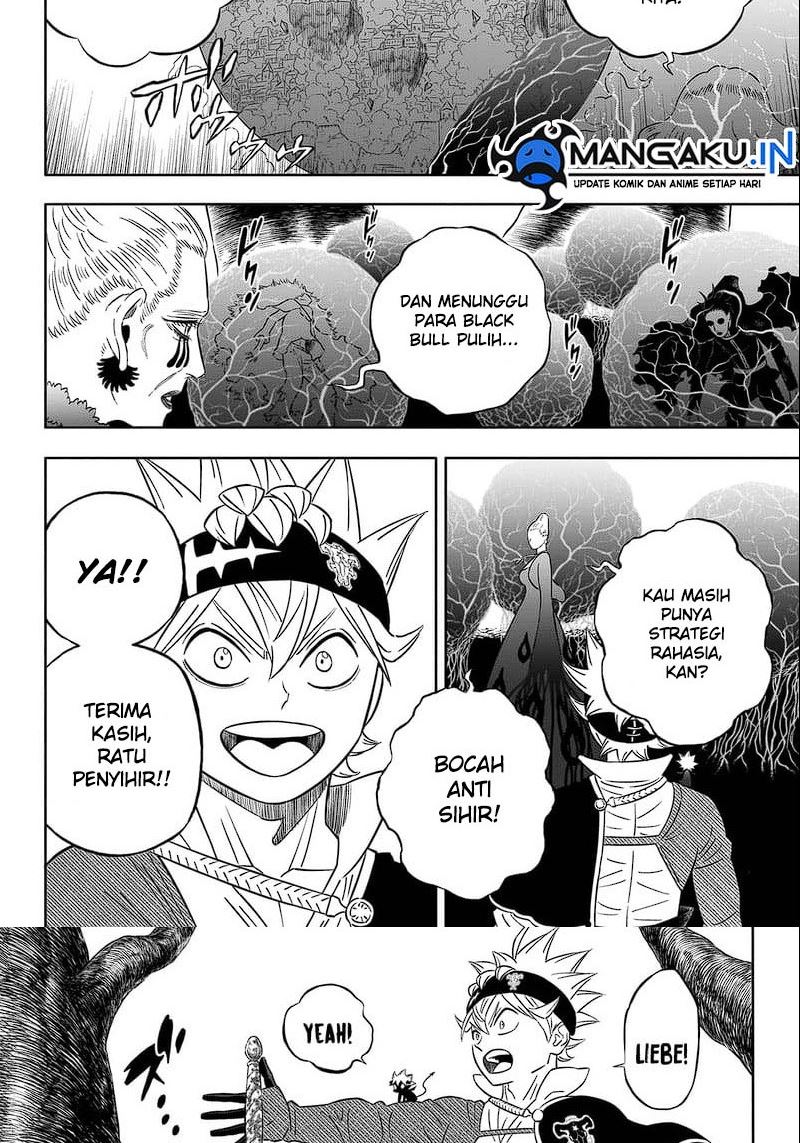 MANGAKU.IN
UPDATE KOMIK DAN ANIME SETIAP HARI
DAN MENUNGGU
PARA BLACK
BULL PULIH...
KAU MASIH
PUNYA
STRATEGI
RAHASIA,
KAN?
BOCAH
ANTI
SIHIR!
YA!!
TERIMA
KASIH,
RATU
PENYIHIR!!
LIEBE!
YEAH!